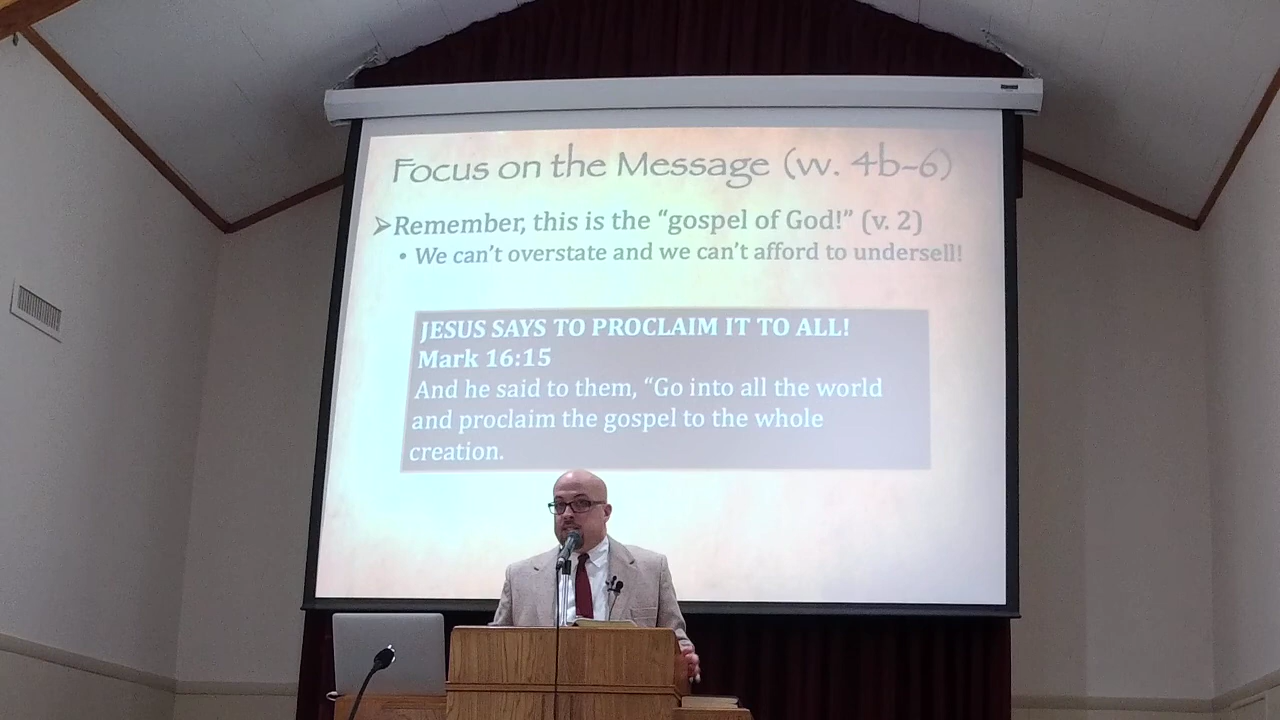 Focus on the Message (vv. 4b-6)
➢Remember, this is the “gospel of God!” (v. 2)
• We can’t overstate and we can’t afford to undersell!
JESUS SAYS TO PROCLAIM IT TO ALL!
Mark 16:15
And he said to them, “Go into all the world
and proclaim the gospel to the whole
creation.